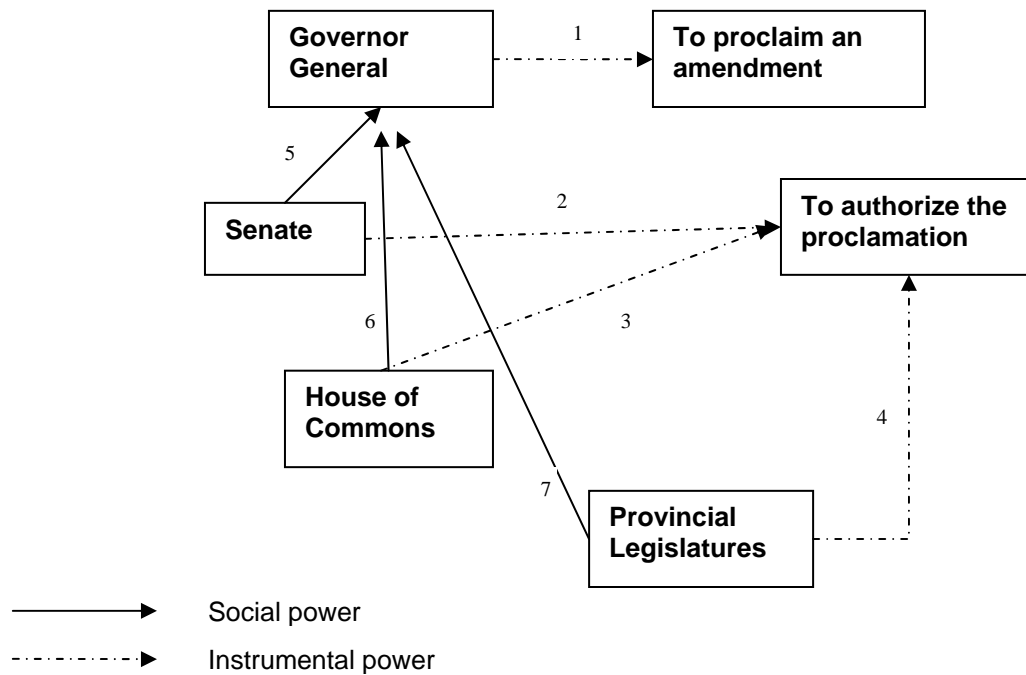 Governor
General
1
To proclaim an
amendment
5
Senate
2
To authorize the
proclamation
6
3
House of
Commons
4
7
Provincial
Legislatures
Social power
Instrumental power